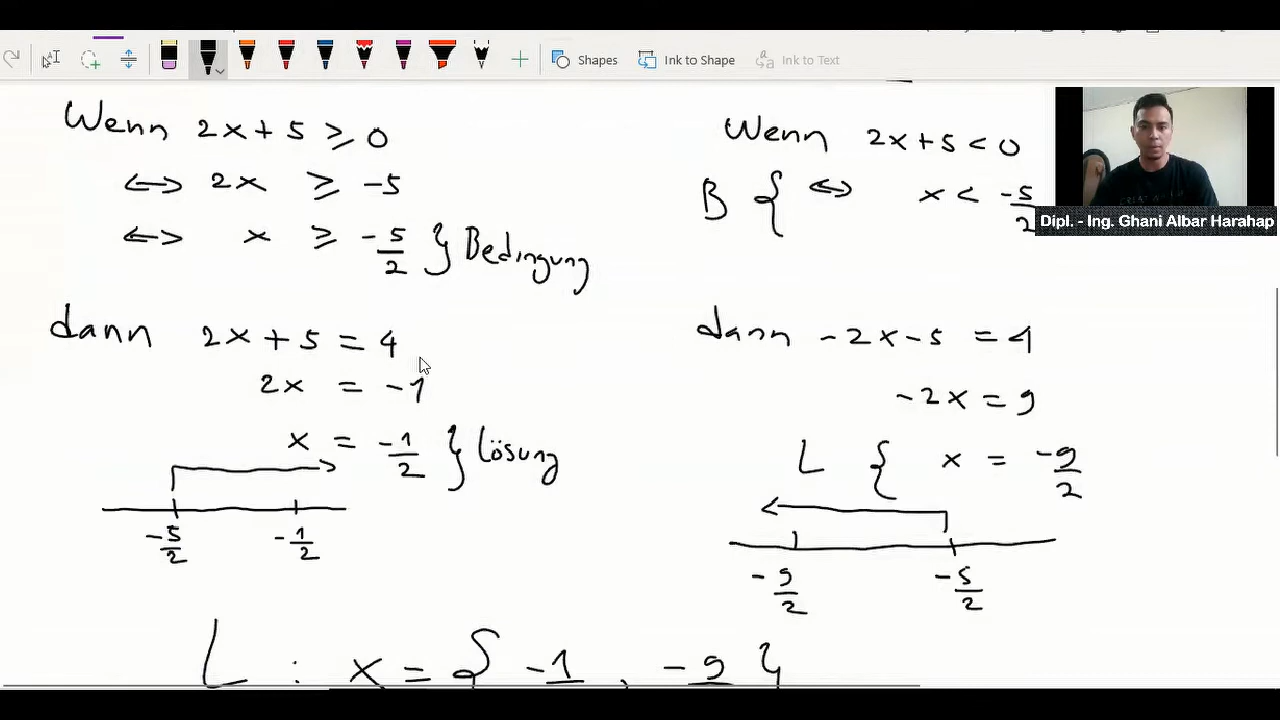 Shapes
Ink to Shape
Ink to Text
Wenn 2x + 5 ≥ 0
⟺ 2x ≥ -5
⟺ x ≥ -5/2 } Bedingung
dann 2x + 5 = 4
2x = -1
x = -1/2 } Lösung
-5/2 -1/2
Wenn 2x + 5 < 0
B { ⟺ x < -5/2
Dipl. - Ing. Ghani Albar Harahap
dann -2x - 5 = 4
-2x = 9
L { x = -9/2
-9/2 -5/2
L : x = { -1 , -9 }